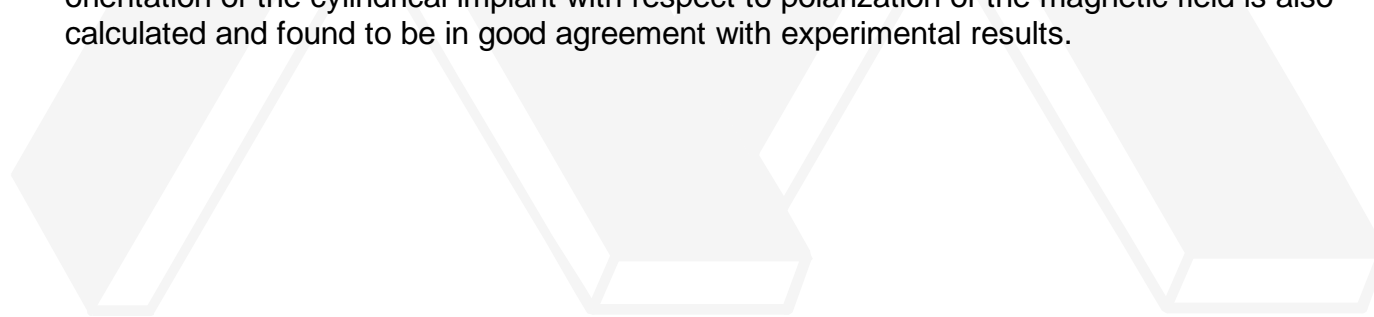 orientation of the cylindrical implant with respect to polarization of the magnetic field is also
calculated and found to be in good agreement with experimental results.